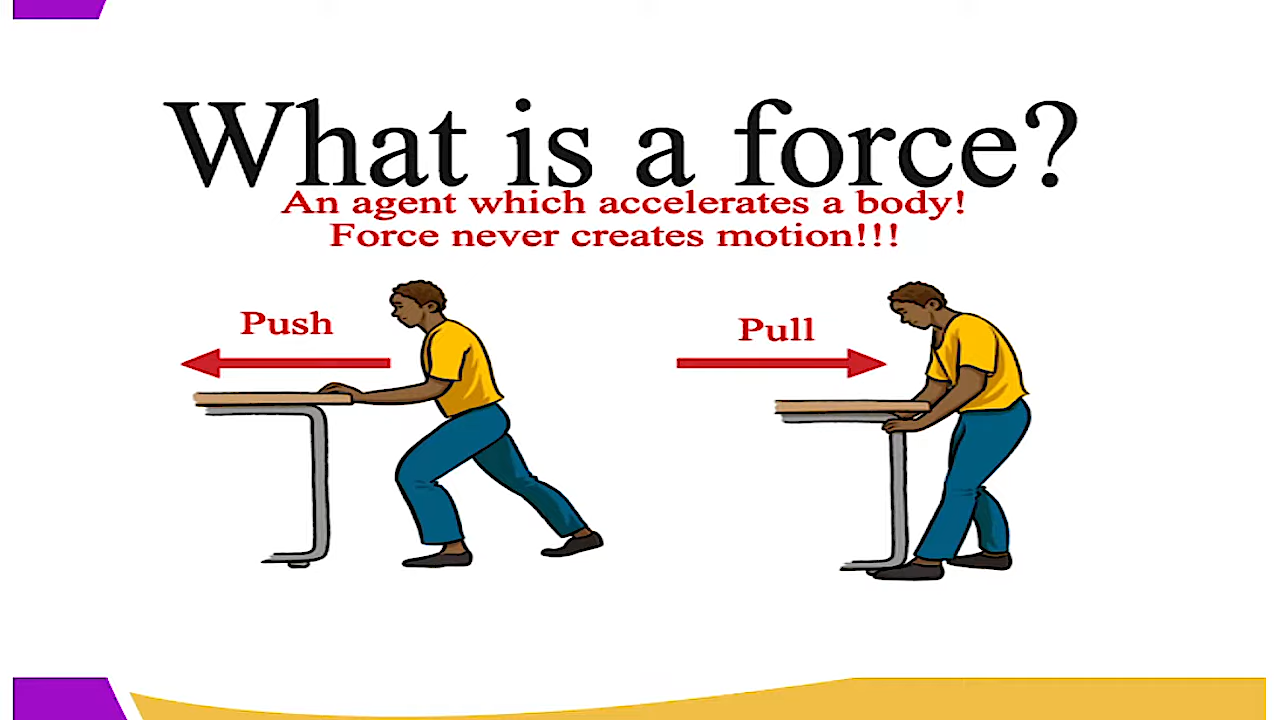 What is a force?
An agent which accelerates a body!
Force never creates motion!!!
Push
Pull